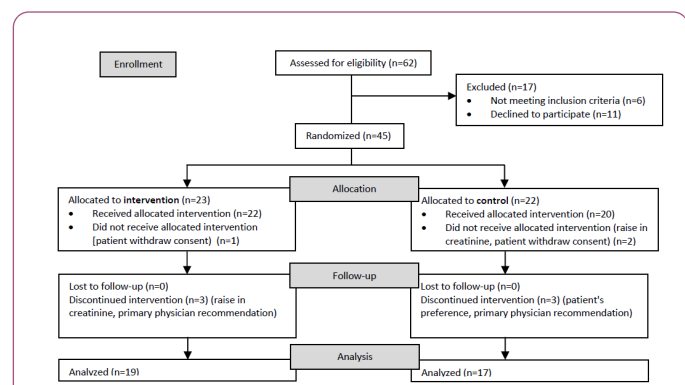 Enrollment
Assessed for eligibility (n=62)
Excluded (n=17)
• Not meeting inclusion criteria (n=6)
• Declined to participate (n=11)
Randomized (n=45)
Allocation
Allocated to intervention (n=23)
• Received allocated intervention (n=22)
• Did not receive allocated intervention
[patient withdraw consent] (n=1)
Allocated to control (n=22)
• Received allocated intervention (n=20)
• Did not receive allocated intervention (raise in
creatinine, patient withdraw consent) (n=2)
Follow-up
Lost to follow-up (n=0)
Discontinued intervention (n=3) (raise in
creatinine, primary physician recommendation)
Lost to follow-up (n=0)
Discontinued intervention (n=3) (patient's
preference, primary physician recommendation)
Analysis
Analyzed (n=19)
Analyzed (n=17)